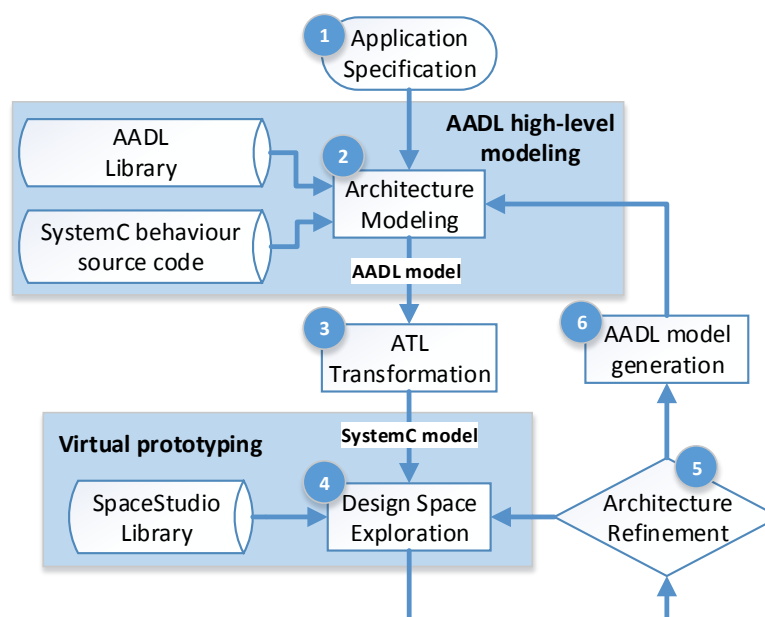 1
Application
Specification
AADL high-level
modeling
AADL
Library
2
Architecture
Modeling
SystemC behaviour
source code
AADL model
3
ATL
Transformation
6
AADL model
generation
SystemC model
Virtual prototyping
4
Design Space
Exploration
SpaceStudio
Library
5
Architecture
Refinement